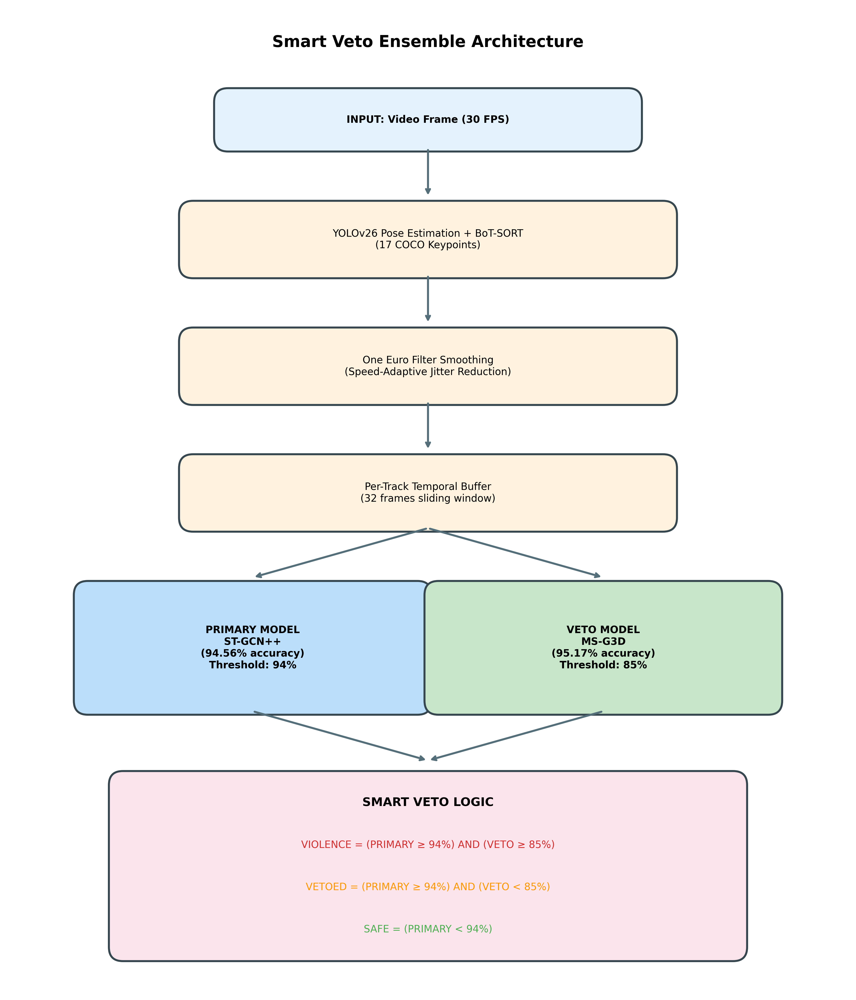 Smart Veto Ensemble Architecture
INPUT: Video Frame (30 FPS)
YOLOv26 Pose Estimation + BoT-SORT
(17 COCO Keypoints)
One Euro Filter Smoothing
(Speed-Adaptive Jitter Reduction)
Per-Track Temporal Buffer
(32 frames sliding window)
PRIMARY MODEL
ST-GCN++
(94.56% accuracy)
Threshold: 94%
VETO MODEL
MS-G3D
(95.17% accuracy)
Threshold: 85%
SMART VETO LOGIC
VIOLENCE = (PRIMARY ≥ 94%) AND (VETO ≥ 85%)
VETOED = (PRIMARY ≥ 94%) AND (VETO < 85%)
SAFE = (PRIMARY < 94%)